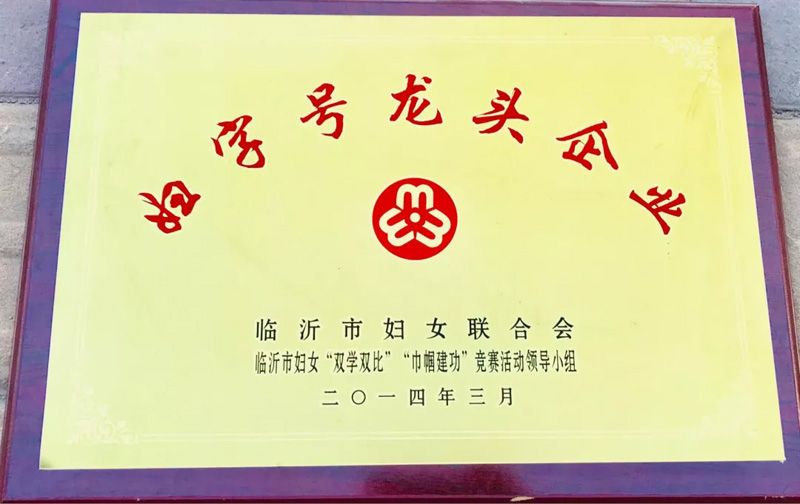 妇字号龙头企业
临沂市妇女联合会
临沂市妇女“双学双比”“巾帼建功”竞赛活动领导小组
二〇一四年三月